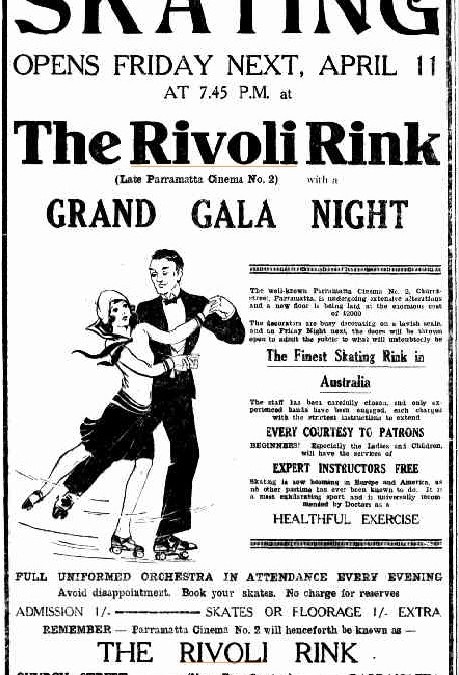 SKATING
OPENS FRIDAY NEXT, APRIL 11
AT 7.45 P.M. at
The Rivoli Rink
(Late Parramatta Cinema No. 2) with a
GRAND GALA NIGHT
The well-known Parramatta Cinema No. 2, Church
street, Parramatta, is undergoing extensive alterations
and a new floor is being laid at the enormous cost
of £2000
The decorators are busy decorating on a lavish scale,
and on Friday Night next, the doors will be thrown
open to admit the public to what will undoubtedly be
The Finest Skating Rink in
Australia
The staff has been carefully chosen, and only ex-
perienced hands have been engaged, each charged
with the strictest instructions to extend
EVERY COURTESY TO PATRONS
BEGINNERS! Especially the Ladies and Children,
will have the services of
EXPERT INSTRUCTORS FREE
Skating is now booming in Europe and America, as
no other pastime has ever been known to do. It is
a most exhilarating sport and is universally recom-
mended by Doctors as a
HEALTHFUL EXERCISE
FULL UNIFORMED ORCHESTRA IN ATTENDANCE EVERY EVENING
Avoid disappointment. Book your skates. No charge for reserves
ADMISSION 1/- SKATES OR FLOORAGE 1/- EXTRA
REMEMBER — Parramatta Cinema No. 2 will henceforth be known as —
THE RIVOLI RINK
CHURCH STREET PARRAMATTA